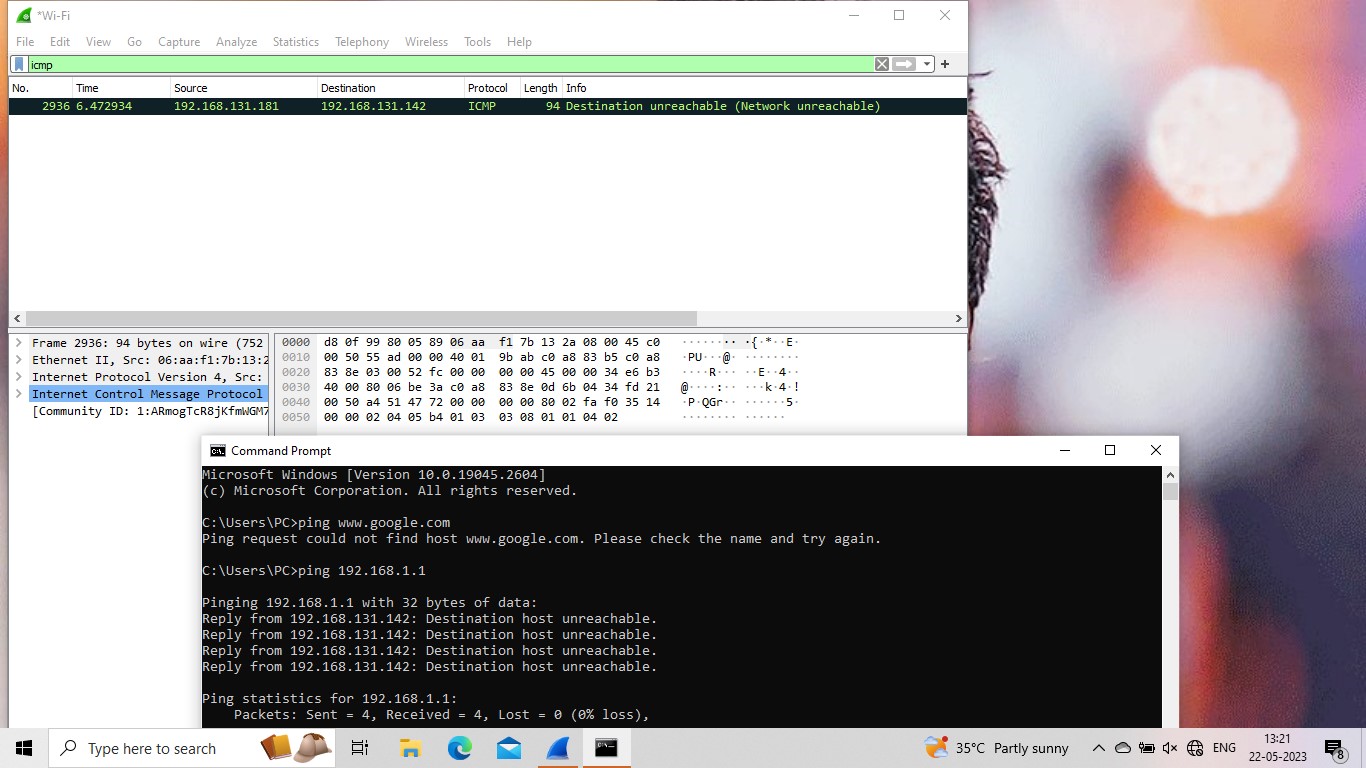 *Wi-Fi
File Edit View Go Capture Analyze Statistics Telephony Wireless Tools Help
icmp
No. Time Source Destination Protocol Length Info
2936 6.472934 192.168.131.181 192.168.131.142 ICMP 94 Destination unreachable (Network unreachable)
Frame 2936: 94 bytes on wire (752
Ethernet II, Src: 06:aa:f1:7b:13:2
Internet Protocol Version 4, Src:
Internet Control Message Protocol
[Community ID: 1:ARmogTcR8jKfmWGM7
0000 d8 0f 99 80 05 89 06 aa f1 7b 13 2a 08 00 45 c0 ········ ·{·*··E·
0010 00 50 55 ad 00 00 40 01 9b ab c0 a8 83 b5 c0 a8 ·PU···@· ········
0020 83 8e 03 00 52 fc 00 00 00 00 45 00 00 34 e6 b3 ····R··· ··E··4··
0030 40 00 80 06 be 3a c0 a8 83 8e 0d 6b 04 34 fd 21 @····:·· ···k·4·!
0040 00 50 a4 51 47 72 00 00 00 00 80 02 fa f0 35 14 ·P·QGr·· ······5·
0050 00 00 02 04 05 b4 01 03 03 08 01 01 04 02 ········ ······
Command Prompt
Microsoft Windows [Version 10.0.19045.2604]
(c) Microsoft Corporation. All rights reserved.
C:\Users\PC>ping www.google.com
Ping request could not find host www.google.com. Please check the name and try again.
C:\Users\PC>ping 192.168.1.1
Pinging 192.168.1.1 with 32 bytes of data:
Reply from 192.168.131.142: Destination host unreachable.
Reply from 192.168.131.142: Destination host unreachable.
Reply from 192.168.131.142: Destination host unreachable.
Reply from 192.168.131.142: Destination host unreachable.
Ping statistics for 192.168.1.1:
Packets: Sent = 4, Received = 4, Lost = 0 (0% loss),
Type here to search
35°C Partly sunny
ENG
13:21
22-05-2023
8